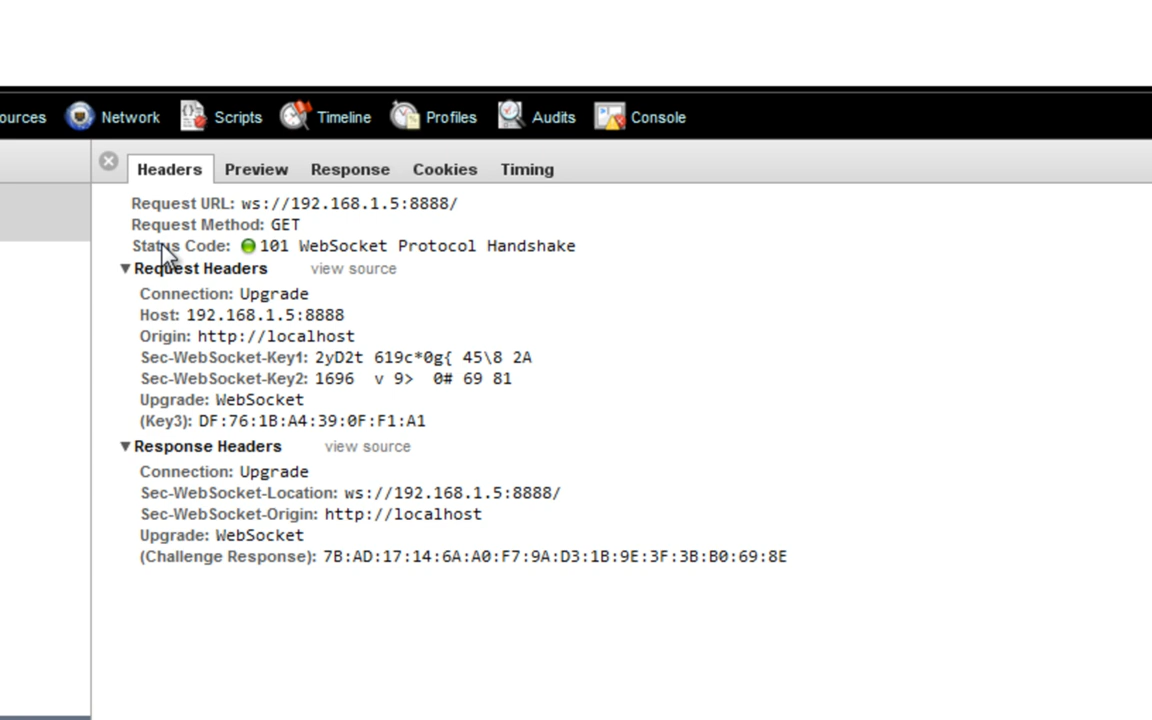 ources Network Scripts Timeline Profiles Audits Console
Headers Preview Response Cookies Timing
Request URL: ws://192.168.1.5:8888/
Request Method: GET
Status Code: 101 WebSocket Protocol Handshake
Request Headers view source
Connection: Upgrade
Host: 192.168.1.5:8888
Origin: http://localhost
Sec-WebSocket-Key1: 2yD2t 619c*0g{ 45\8 2A
Sec-WebSocket-Key2: 1696  v 9>  0# 69 81
Upgrade: WebSocket
(Key3): DF:76:1B:A4:39:0F:F1:A1
Response Headers view source
Connection: Upgrade
Sec-WebSocket-Location: ws://192.168.1.5:8888/
Sec-WebSocket-Origin: http://localhost
Upgrade: WebSocket
(Challenge Response): 7B:AD:17:14:6A:A0:F7:9A:D3:1B:9E:3F:3B:B0:69:8E